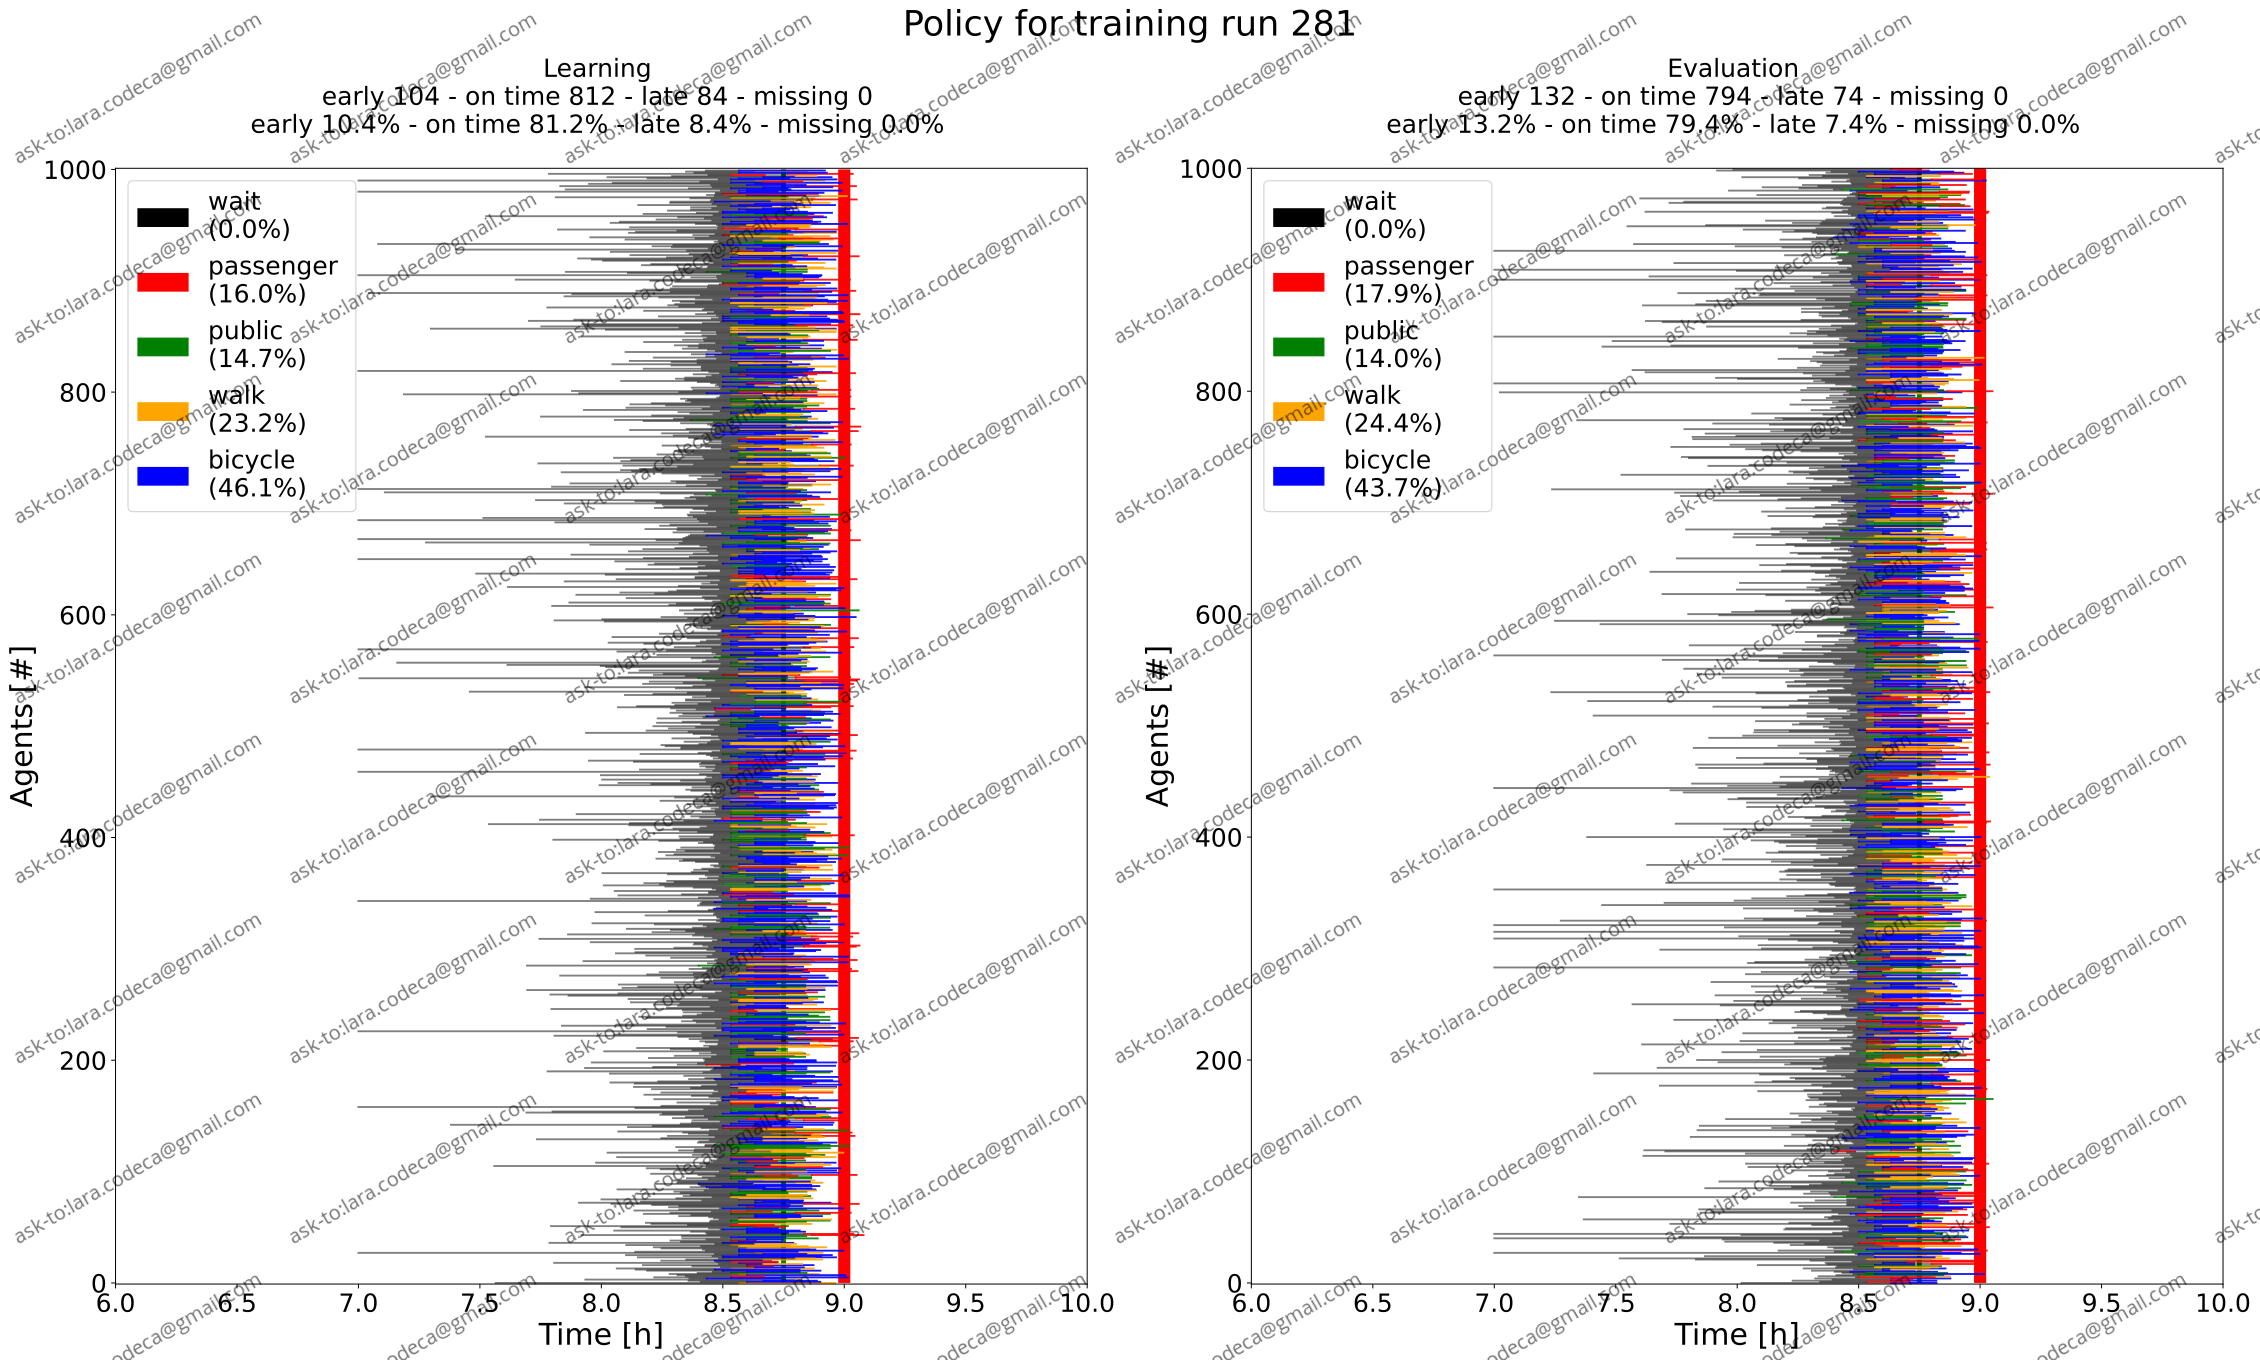 Policy for training run 281
Learning
early 104 - on time 812 - late 84 - missing 0
early 10.4% - on time 81.2% - late 8.4% - missing 0.0%
1000
800
600
400
200
0
Agents [#]
wait
(0.0%)
passenger
(16.0%)
public
(14.7%)
walk
(23.2%)
bicycle
(46.1%)
6.0 6.5 7.0 7.5 8.0 8.5 9.0 9.5 10.0
Time [h]
Evaluation
early 132 - on time 794 - late 74 - missing 0
early 13.2% - on time 79.4% - late 7.4% - missing 0.0%
1000
800
600
400
200
0
Agents [#]
wait
(0.0%)
passenger
(17.9%)
public
(14.0%)
walk
(24.4%)
bicycle
(43.7%)
6.0 6.5 7.0 7.5 8.0 8.5 9.0 9.5 10.0
Time [h]
ask-to:lara.codeca@gmail.com